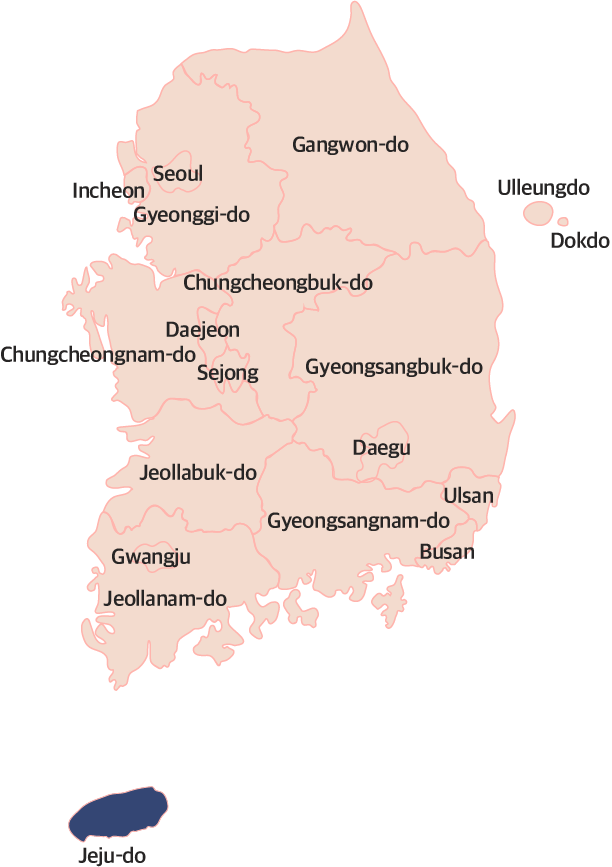 Gangwon-do
Seoul
Ulleungdo
Incheon
Gyeonggi-do
Dokdo
Chungcheongbuk-do
Daejeon
Chungcheongnam-do
Gyeongsangbuk-do
Sejong
Daegu
Jeollabuk-do
Ulsan
Gyeongsangnam-do
Busan
Gwangju
Jeollanam-do
Jeju-do